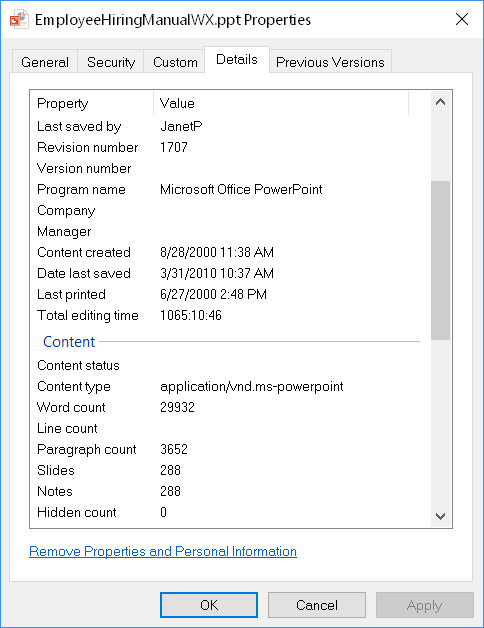 EmployeeHiringManualWX.ppt Properties
General Security Custom Details Previous Versions
Property Value
Last saved by JanetP
Revision number 1707
Version number
Program name Microsoft Office PowerPoint
Company
Manager
Content created 8/28/2000 11:38 AM
Date last saved 3/31/2010 10:37 AM
Last printed 6/27/2000 2:48 PM
Total editing time 1065:10:46
Content
Content status
Content type application/vnd.ms-powerpoint
Word count 29932
Line count
Paragraph count 3652
Slides 288
Notes 288
Hidden count 0
Remove Properties and Personal Information
OK Cancel Apply